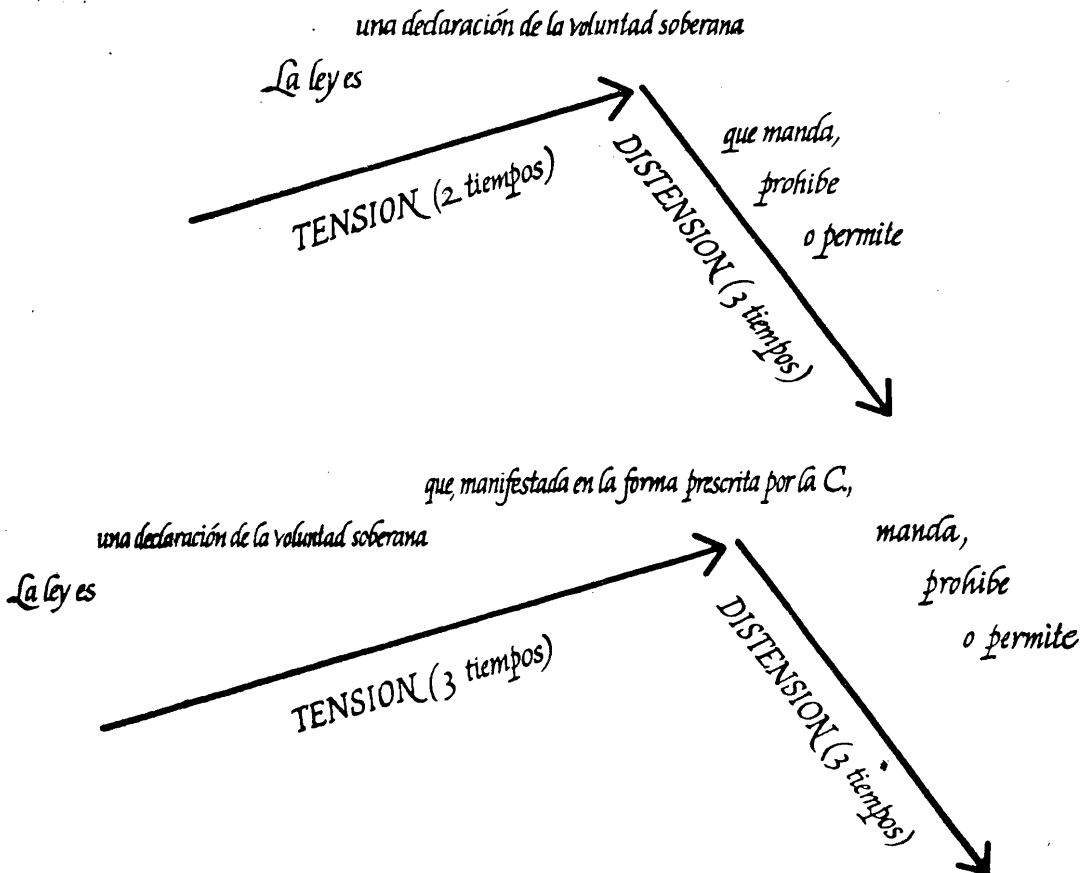 una declaración de la voluntad soberana
La ley es
que manda,
prohibe
o permite
TENSION (2 tiempos)
DISTENSION (3 tiempos)
que, manifestada en la forma prescrita por la C.,
una declaración de la voluntad soberana
La ley es
manda,
prohibe
o permite
TENSION (3 tiempos)
DISTENSION (3 tiempos)